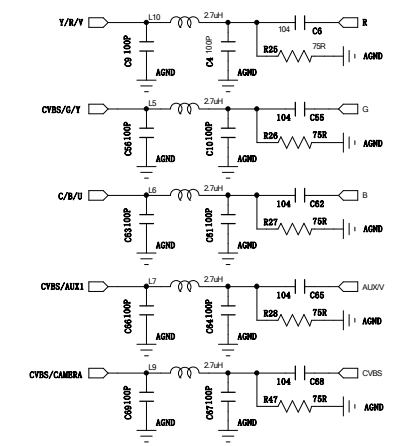 Y/R/V L10 2.7uH 104 C6 R
C9 100P C4 100P R25 75R AGND
AGND AGND
CVBS/G/Y L5 2.7uH 104 C55 G
C56 100P C10 100P R26 75R AGND
AGND AGND
C/B/U L6 2.7uH 104 C62 B
C63 100P C61 100P R27 75R AGND
AGND AGND
CVBS/AUX1 L7 2.7uH 104 C65 AUX/V
C66 100P C64 100P R28 75R AGND
AGND AGND
CVBS/CAMERA L9 2.7uH 104 C68 CVBS
C69 100P C67 100P R47 75R AGND
AGND AGND